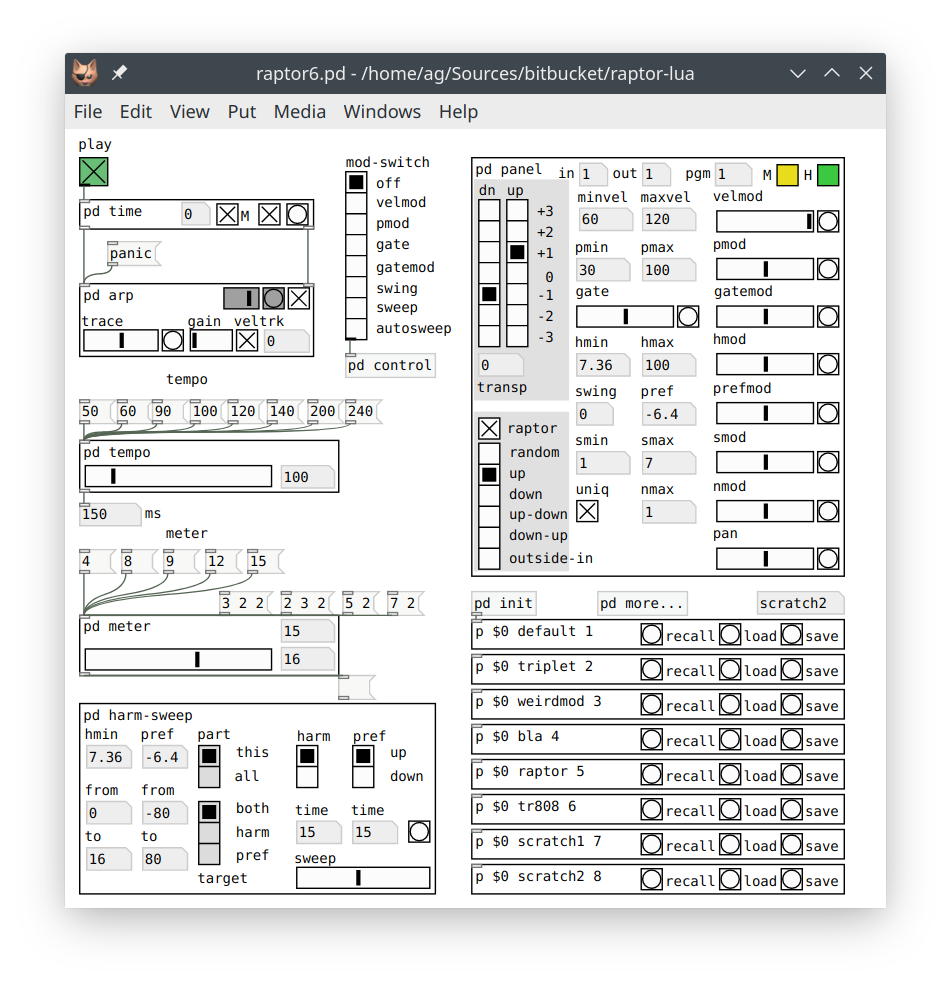 raptor6.pd - /home/ag/Sources/bitbucket/raptor-lua
File Edit View Put Media Windows Help
play
pd time 0 M
panic
pd arp
trace gain veltrk
0
mod-switch
off
velmod
pmod
gate
gatemod
swing
sweep
autosweep
pd control
tempo
50 60 90 100 120 140 200 240
pd tempo
100
150 ms
meter
4 8 9 12 15
3 2 2 2 3 2 5 2 7 2
pd meter 15
16
pd harm-sweep
hmin pref part
7.36 -6.4
this
all
from from
0 -80
to to
16 80
both
harm
pref
target
harm pref
up
down
time time
15 15
sweep
pd panel in 1 out 1 pgm 1 M H
dn up
+3
+2
+1
0
-1
-2
-3
0
transp
raptor
random
up
down
up-down
down-up
outside-in
minvel maxvel
60 120
pmin pmax
30 100
gate
hmin hmax
7.36 100
swing pref
0 -6.4
smin smax
1 7
uniq nmax
1
velmod
pmod
gatemod
hmod
prefmod
smod
nmod
pan
pd init pd more... scratch2
p $0 default 1 recall load save
p $0 triplet 2 recall load save
p $0 weirdmod 3 recall load save
p $0 bla 4 recall load save
p $0 raptor 5 recall load save
p $0 tr808 6 recall load save
p $0 scratch1 7 recall load save
p $0 scratch2 8 recall load save